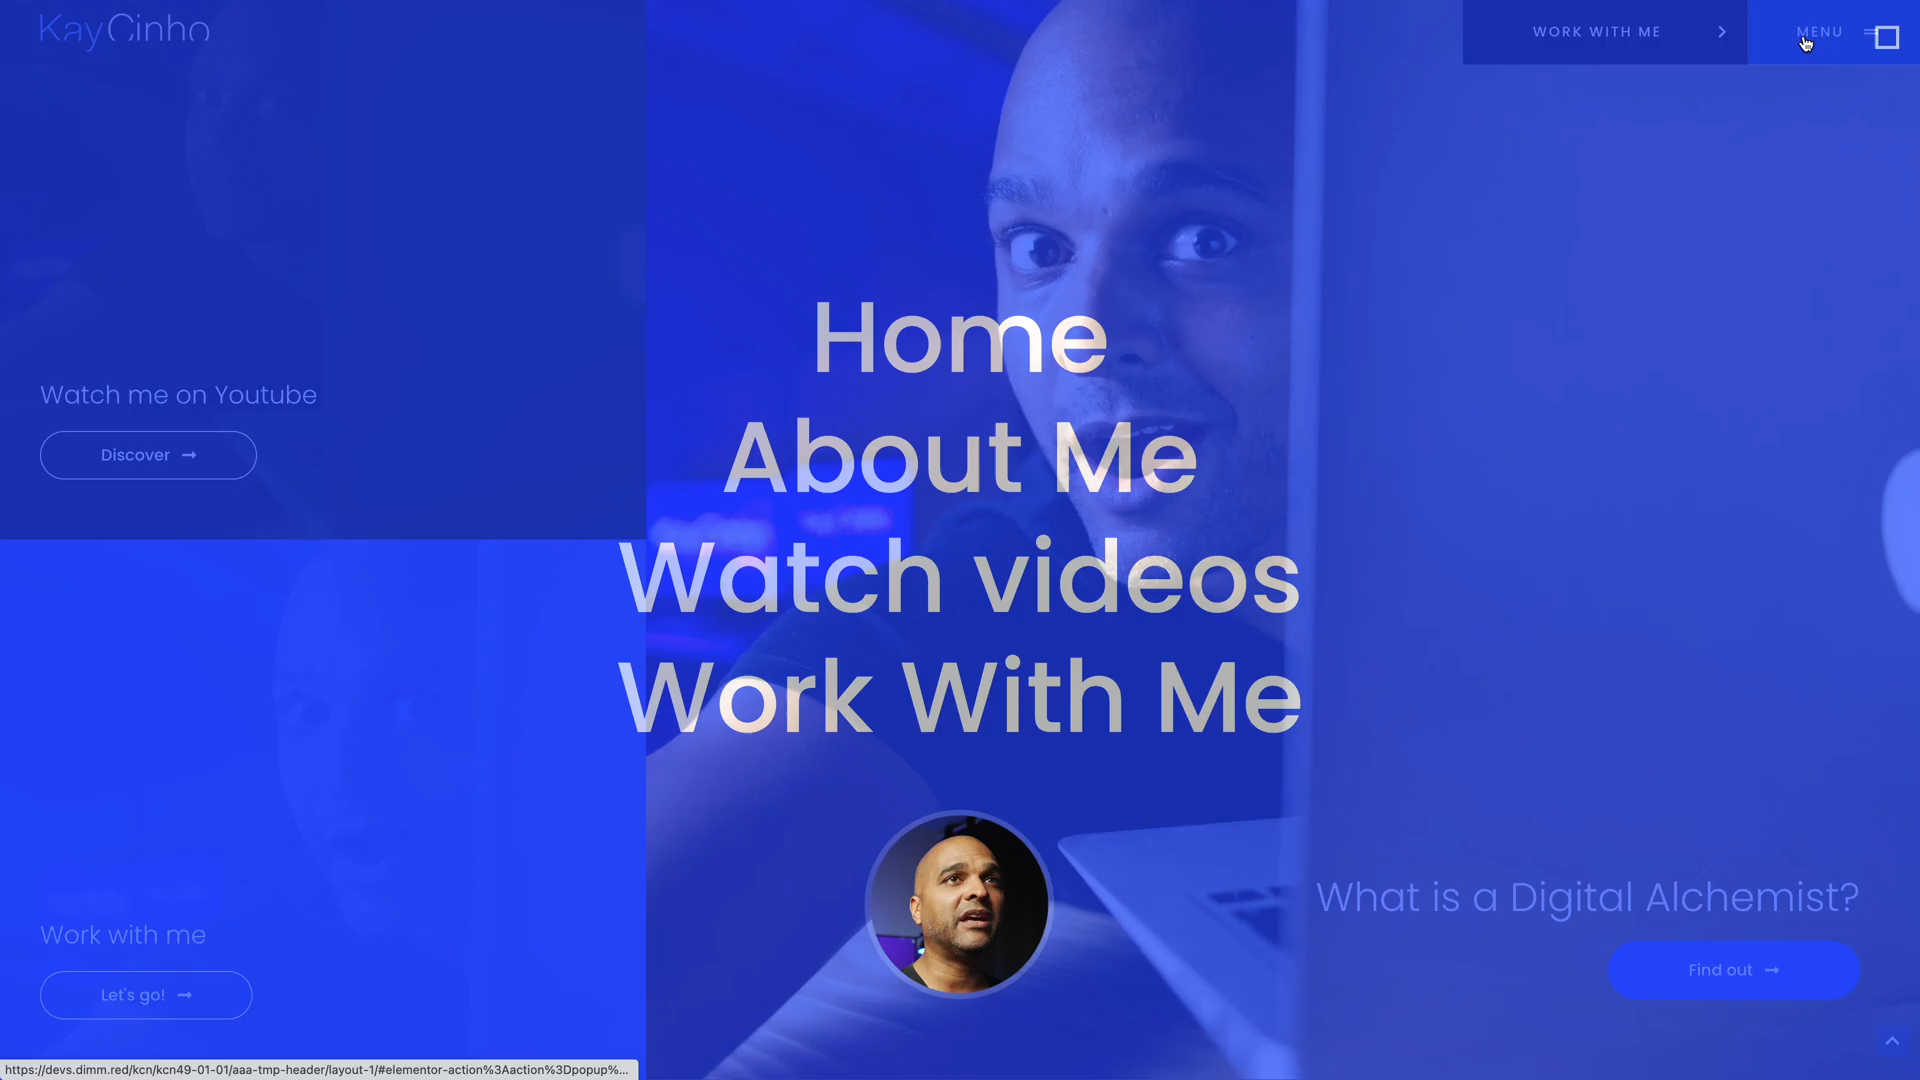 KayCinho
WORK WITH ME
MENU
Home
About Me
Watch videos
Work With Me
Watch me on Youtube
Discover
Work with me
Let's go!
What is a Digital Alchemist?
Find out
https://devs.dimm.red/kcn/kcn49-01-01/aaa-tmp-header/layout-1/#elementor-action%3Aaction%3Dpopup%...